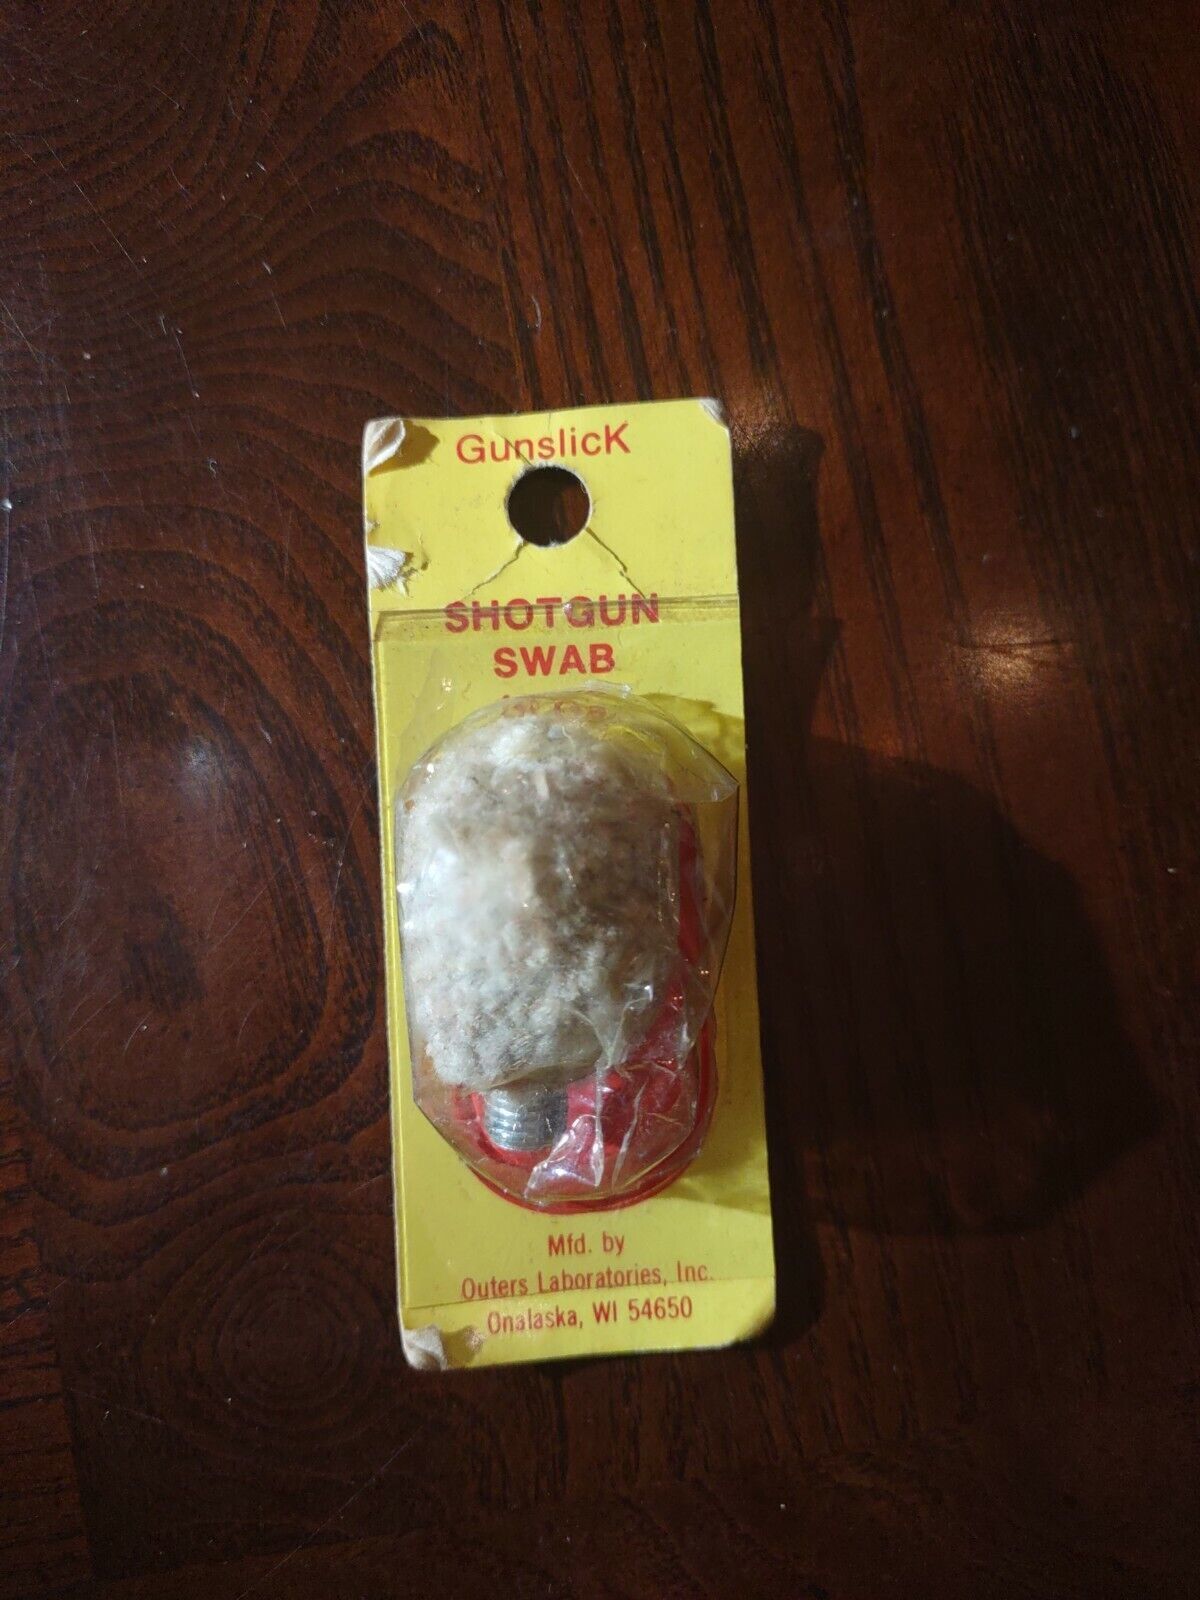 GunslicK
SHOTGUN
SWAB
Mfd. by
Outers Laboratories, Inc.
Onalaska, WI 54650